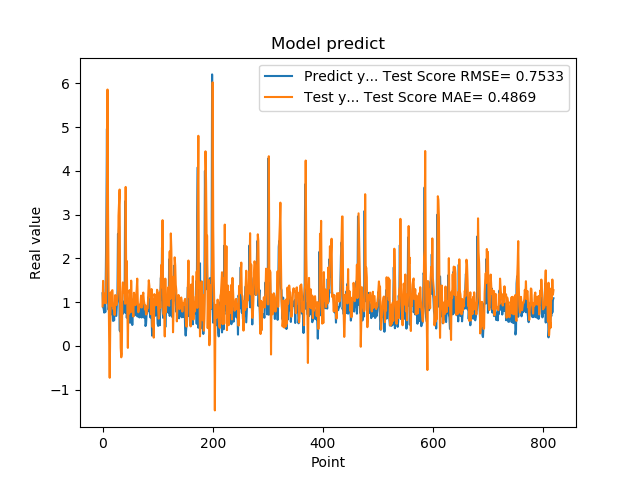 Model predict
Predict y... Test Score RMSE= 0.7533
Test y... Test Score MAE= 0.4869
6
5
4
3
2
1
0
−1
Real value
0 200 400 600 800
Point